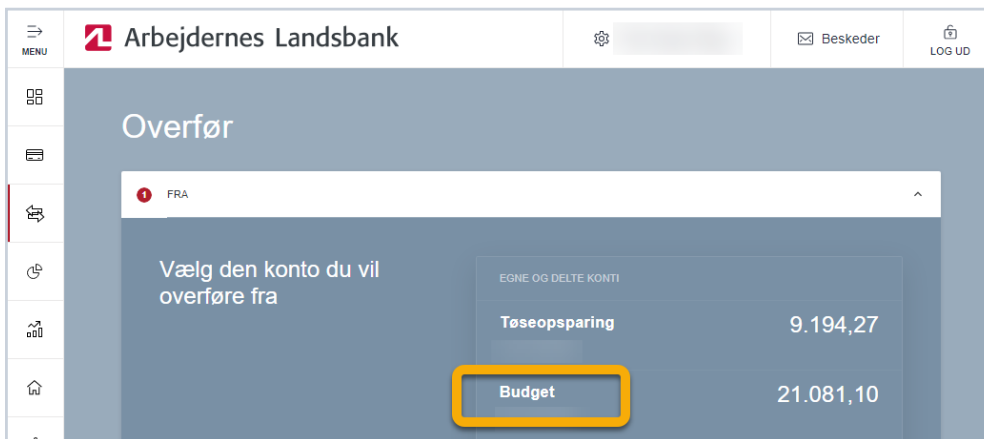 MENU
Arbejdernes Landsbank
Beskeder
LOG UD
Overfør
1 FRA
Vælg den konto du vil
overføre fra
EGNE OG DELTE KONTI
Tøseopsparing 9.194,27
Budget 21.081,10